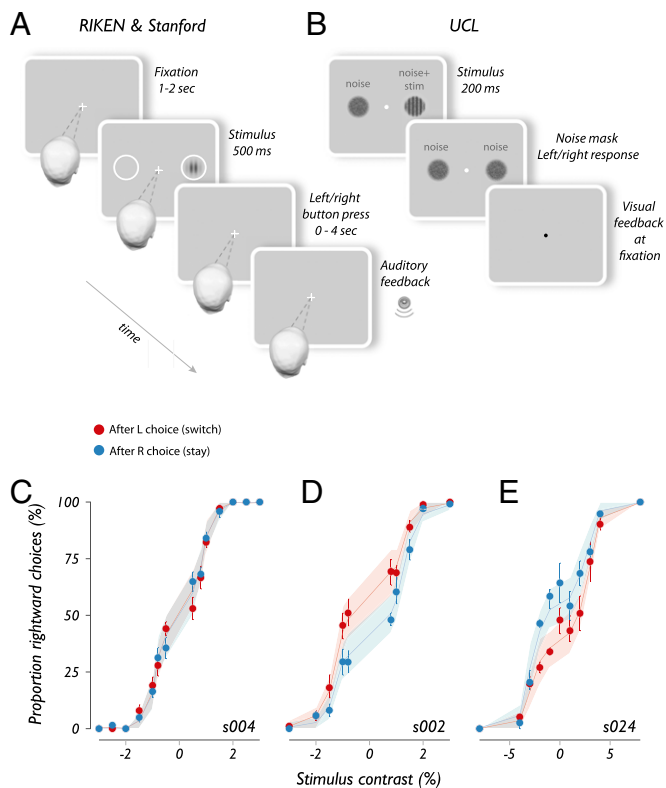 A
RIKEN & Stanford
Fixation
1-2 sec
Stimulus
500 ms
Left/right
button press
0 - 4 sec
Auditory
feedback
time
B
UCL
noise
noise+
stim
Stimulus
200 ms
noise
noise
Noise mask
Left/right response
Visual
feedback
at
fixation
After L choice (switch)
After R choice (stay)
C
D
E
Proportion rightward choices (%)
100
75
50
25
0
-2
0
2
s004
-2
0
2
s002
-5
0
5
s024
Stimulus contrast (%)